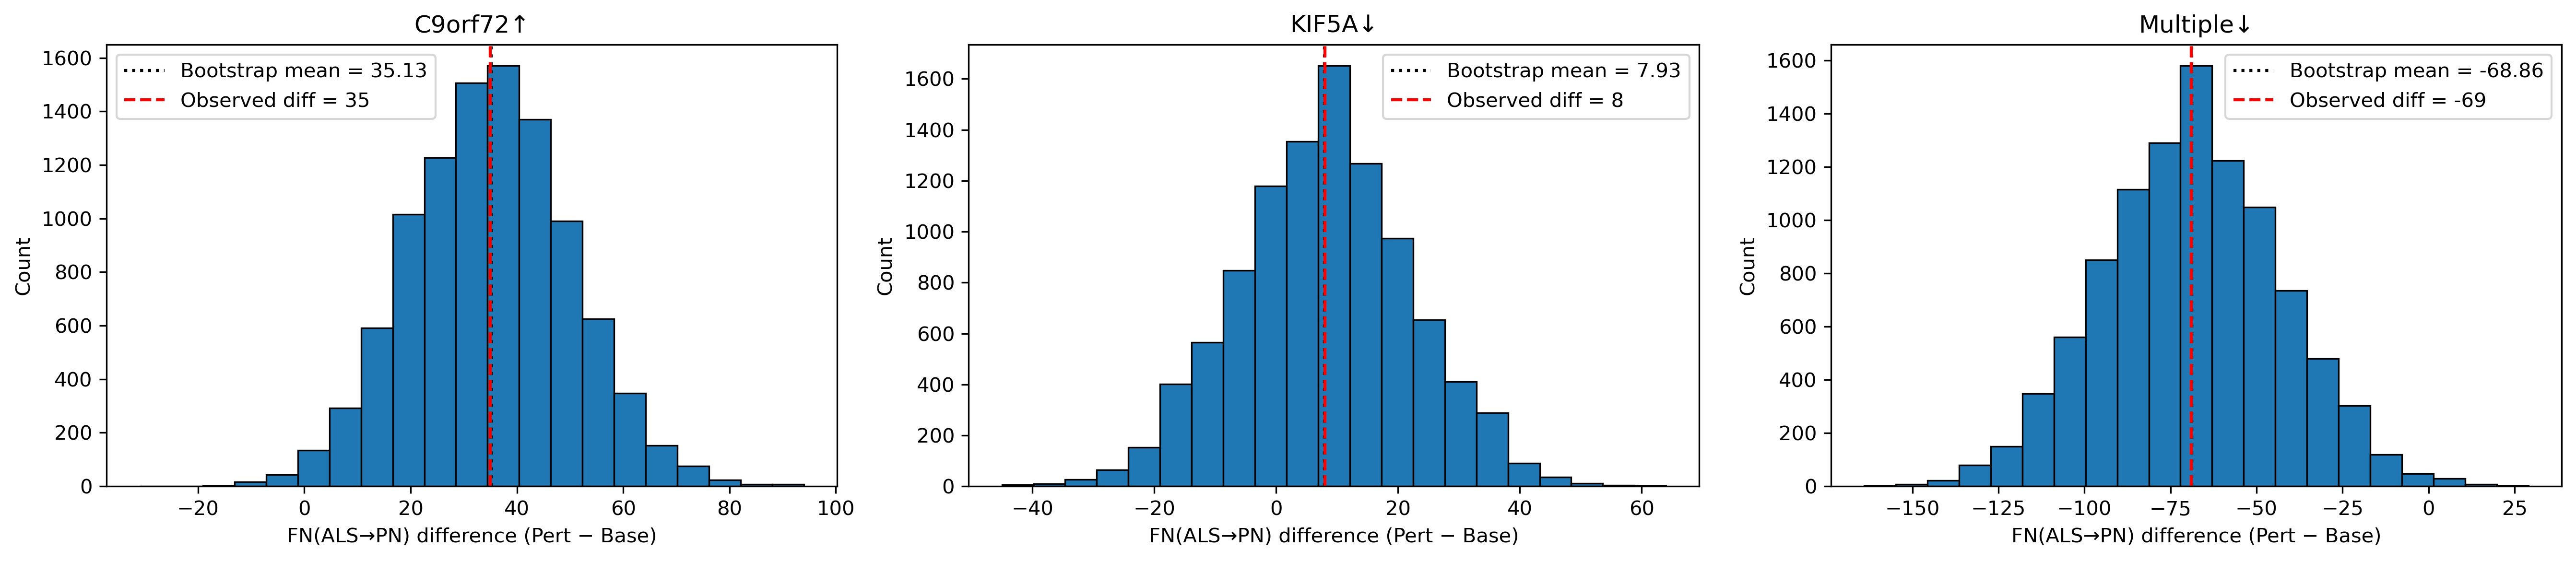 C9orf72↑
Bootstrap mean = 35.13
Observed diff = 35
Count
1600
1400
1200
1000
800
600
400
200
0
−20 0 20 40 60 80 100
FN(ALS→PN) difference (Pert − Base)
KIF5A↓
Bootstrap mean = 7.93
Observed diff = 8
Count
1600
1400
1200
1000
800
600
400
200
0
−40 −20 0 20 40 60
FN(ALS→PN) difference (Pert − Base)
Multiple↓
Bootstrap mean = -68.86
Observed diff = -69
Count
1600
1400
1200
1000
800
600
400
200
0
−150 −125 −100 −75 −50 −25 0 25
FN(ALS→PN) difference (Pert − Base)